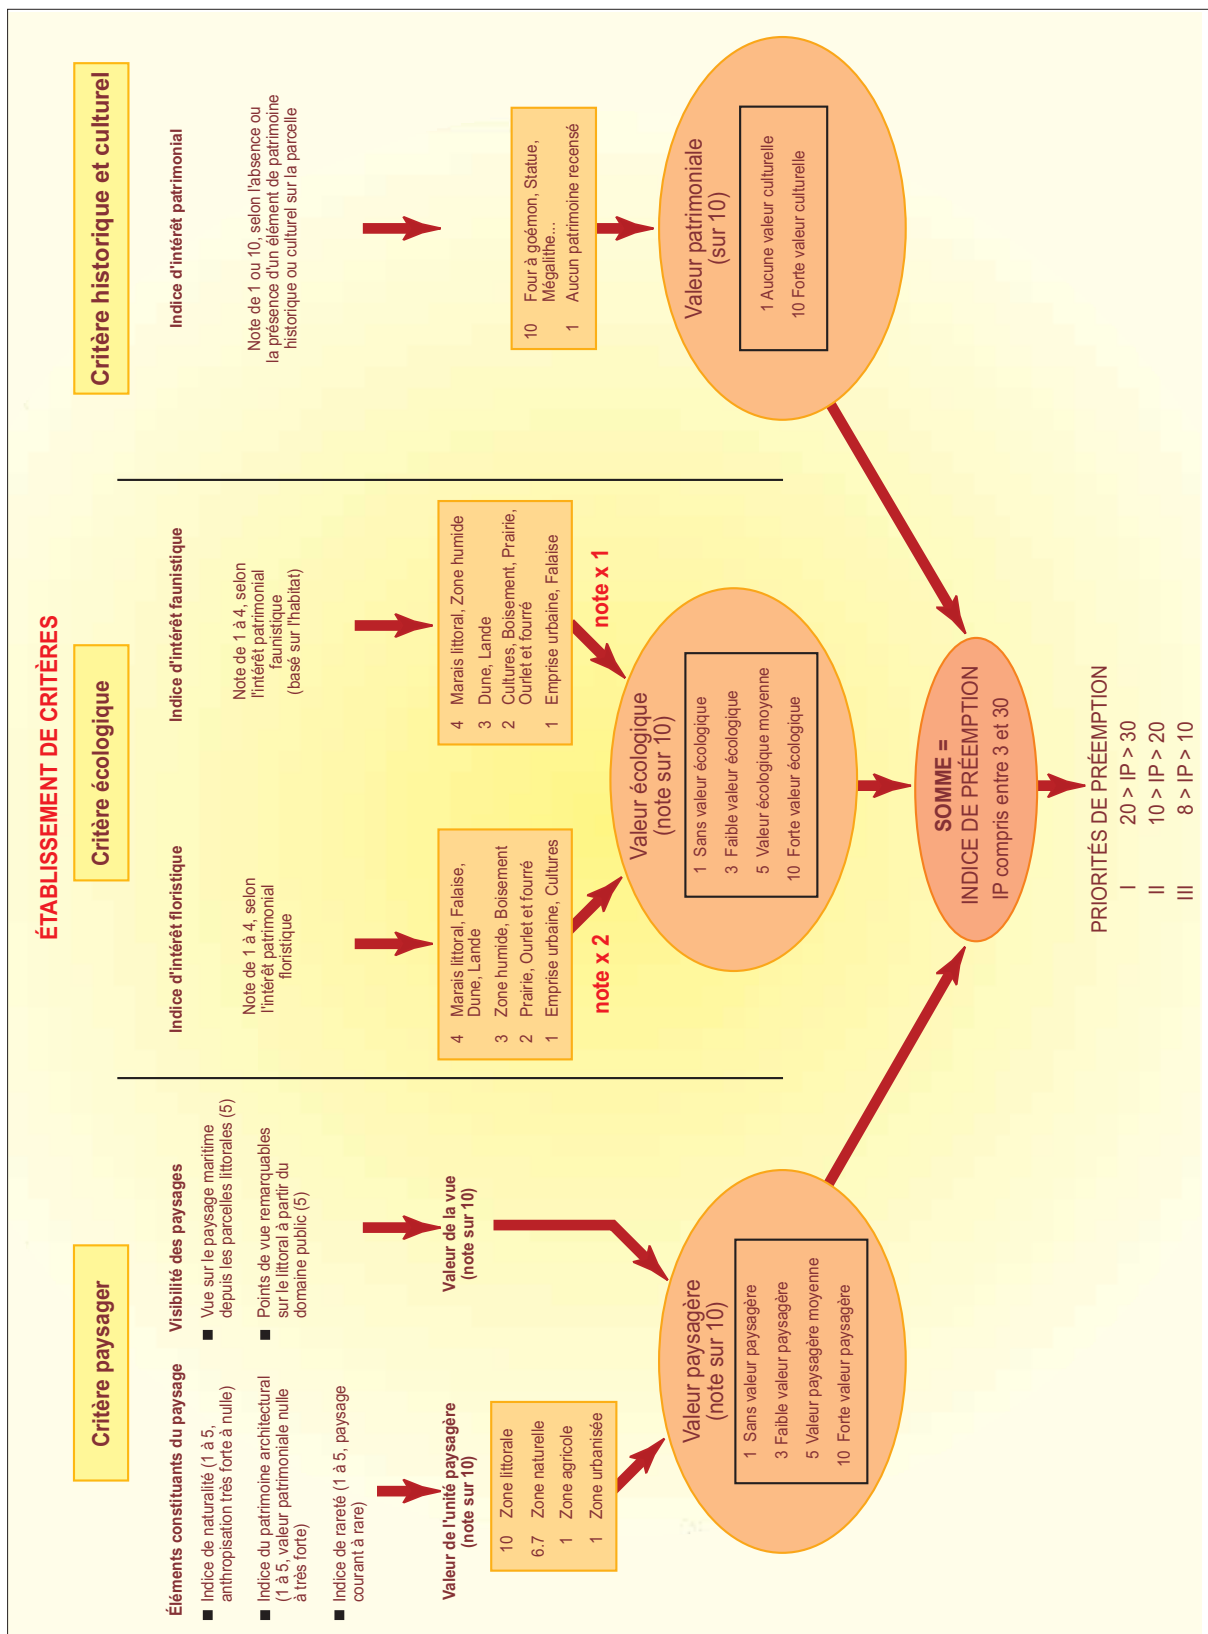 ÉTABLISSEMENT DE CRITÈRES
Critère paysager
Éléments constituants du paysage
■ Indice de naturalité (1 à 5,
anthropisation très forte à nulle)
■ Indice du patrimoine architectural
(1 à 5, valeur patrimoniale nulle
à très forte)
■ Indice de rareté (1 à 5, paysage
courant à rare)
Valeur de l'unité paysagère
(note sur 10)
10 Zone littorale
6.7 Zone naturelle
1 Zone agricole
1 Zone urbanisée
Visibilité des paysages
■ Vue sur le paysage maritime
depuis les parcelles littorales (5)
■ Points de vue remarquables
sur le littoral à partir du
domaine public (5)
Valeur de la vue
(note sur 10)
Valeur paysagère
(note sur 10)
1 Sans valeur paysagère
3 Faible valeur paysagère
5 Valeur paysagère moyenne
10 Forte valeur paysagère
Critère écologique
Indice d'intérêt floristique
Note de 1 à 4, selon
l'intérêt patrimonial
floristique
4 Marais littoral, Falaise,
Dune, Lande
3 Zone humide, Boisement
2 Prairie, Ourlet et fourré
1 Emprise urbaine, Cultures
note x 2
Indice d'intérêt faunistique
Note de 1 à 4, selon
l'intérêt patrimonial
faunistique
(basé sur l'habitat)
4 Marais littoral, Zone humide
3 Dune, Lande
2 Cultures, Boisement, Prairie,
Ourlet et fourré
1 Emprise urbaine, Falaise
note x 1
Valeur écologique
(note sur 10)
1 Sans valeur écologique
3 Faible valeur écologique
5 Valeur écologique moyenne
10 Forte valeur écologique
Critère historique et culturel
Indice d'intérêt patrimonial
Note de 1 ou 10, selon l'absence ou
la présence d'un élément de patrimoine
historique ou culturel sur la parcelle
10 Four à goémon, Statue,
Mégalithe...
1 Aucun patrimoine recensé
Valeur patrimoniale
(sur 10)
1 Aucune valeur culturelle
10 Forte valeur culturelle
SOMME =
INDICE DE PRÉEMPTION
IP compris entre 3 et 30
PRIORITÉS DE PRÉEMPTION
I 20 > IP > 30
II 10 > IP > 20
III 8 > IP > 10